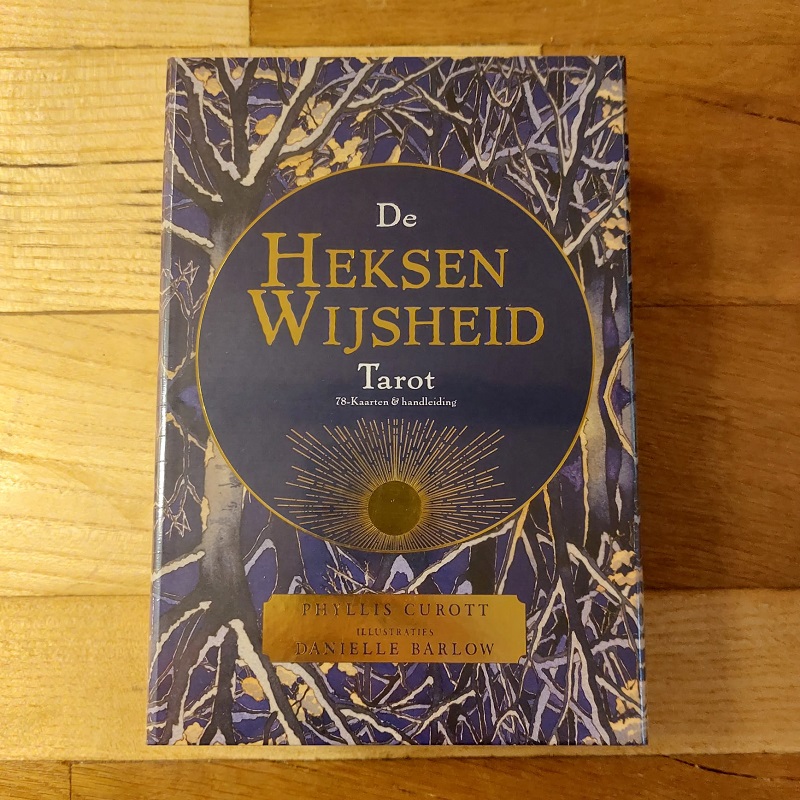 De
HEKSEN
WIJSHEID
Tarot
78-Kaarten & handleiding
PHYLLIS CUROTT
ILLUSTRATIES
DANIELLE BARLOW